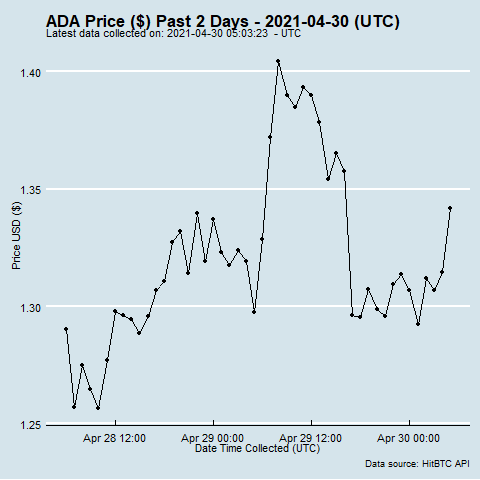 ADA Price ($) Past 2 Days - 2021-04-30 (UTC)
Latest data collected on: 2021-04-30 05:03:23 - UTC
1.40
1.35
1.30
1.25
Price USD ($)
Apr 28 12:00
Apr 29 00:00
Apr 29 12:00
Apr 30 00:00
Date Time Collected (UTC)
Data source: HitBTC API